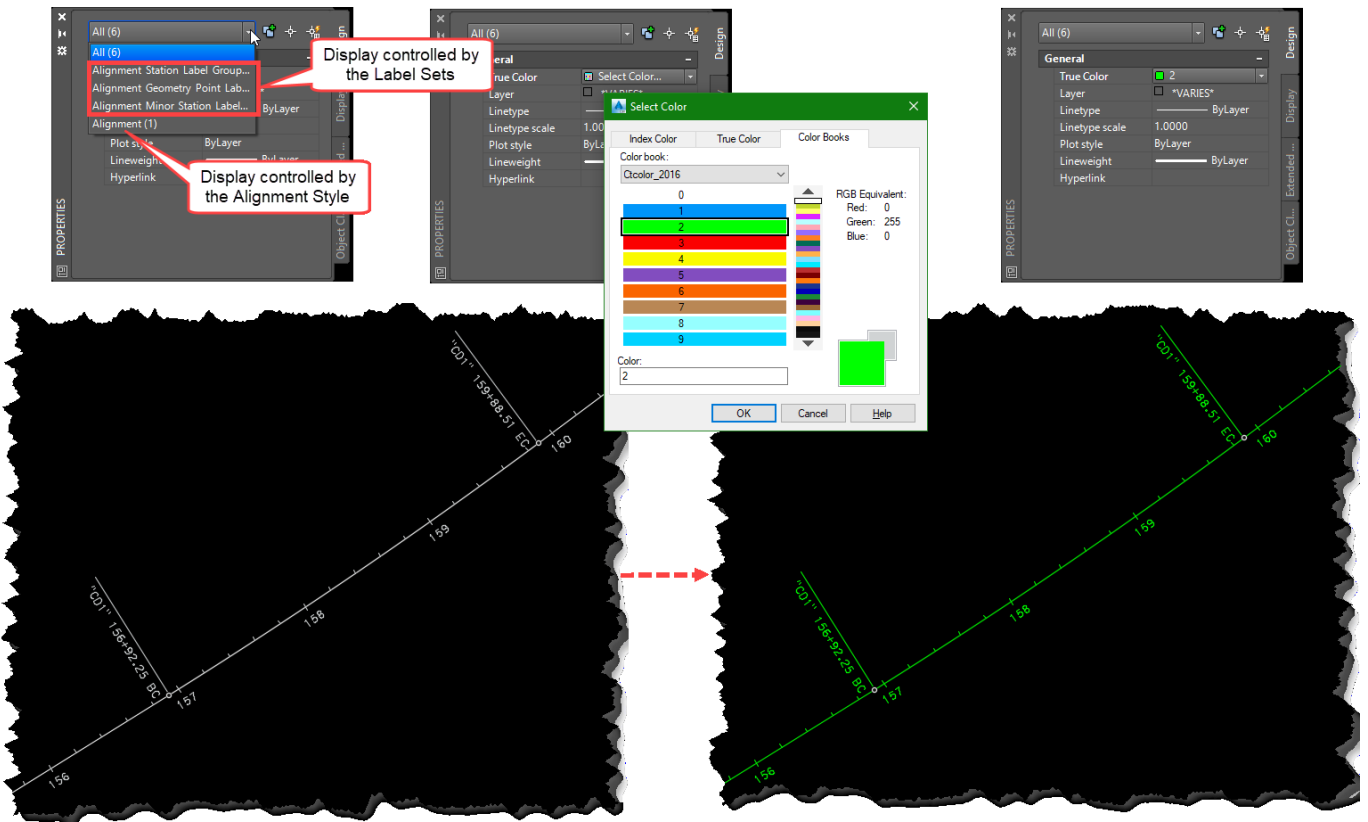 All (6)
All (6)
Alignment Station Label Group...
Alignment Geometry Point Lab...
Alignment Minor Station Label...
Alignment (1)
ByLayer
Plot style ByLayer
Lineweight ByLayer
Hyperlink
PROPERTIES
Display
Object Cl...
Display controlled by
the Label Sets
Display controlled by
the Alignment Style
All (6)
True Color Select Color...
Layer *VARIES*
Linetype
Linetype scale 1.00
Plot style
Lineweight
Hyperlink
PROPERTIES
Design
Select Color
Index Color True Color Color Books
Color book:
Ctcolor_2016
0
1
2
3
4
5
6
7
8
9
RGB Equivalent:
Red: 0
Green: 255
Blue: 0
Color:
2
OK Cancel Help
All (6)
General
True Color 2
Layer *VARIES*
Linetype ByLayer
Linetype scale 1.0000
Plot style ByLayer
Lineweight ByLayer
Hyperlink
PROPERTIES
Design
Display
Extended ...
Object Cl...
"CD1" 159+88.51 EC
160
159
158
"CD1" 156+92.25 BC
157
156
"CD1" 159+88.51 EC
160
159
158
"CD1" 156+92.25 BC
157
156